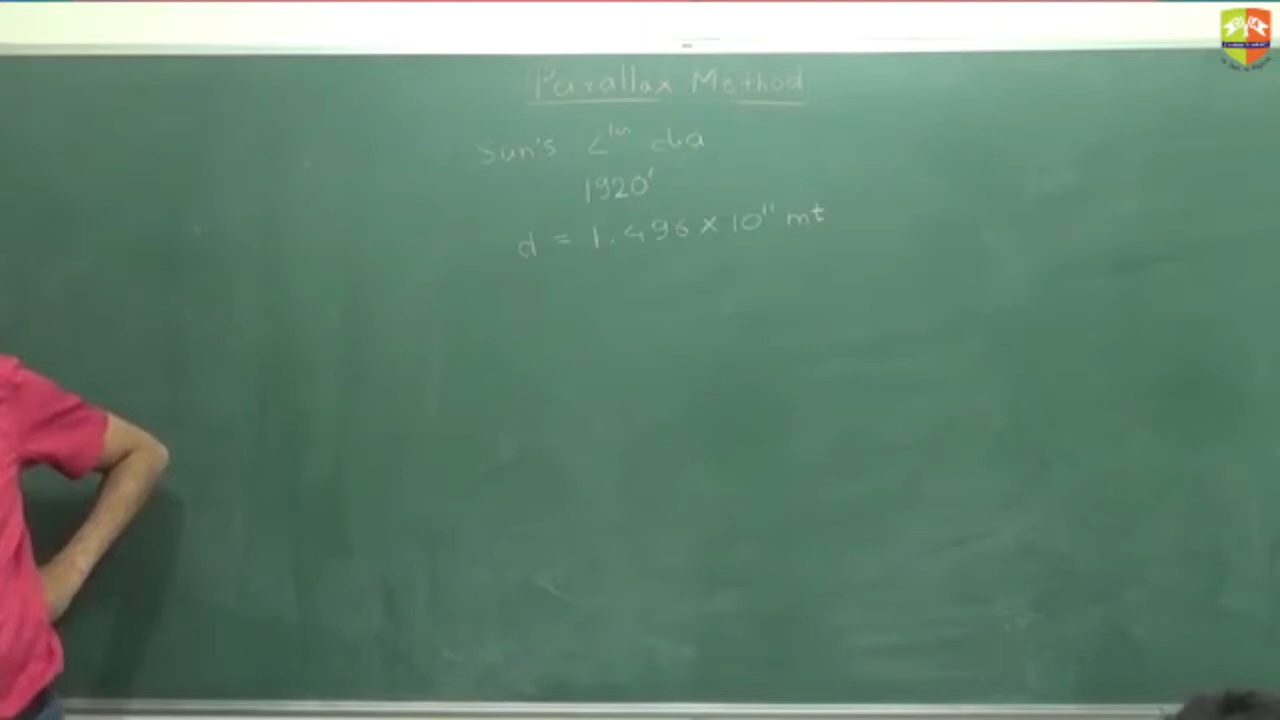 Parallax Method
Sun's ∠lar dia
1920'
d = 1.496 × 10¹¹ mt